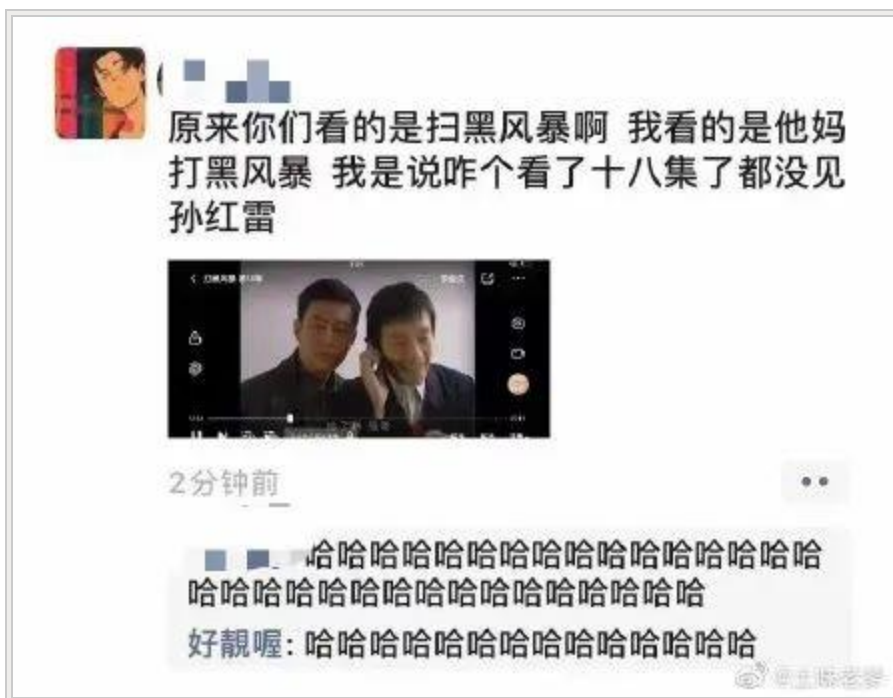 原来你们看的是扫黑风暴啊 我看的是他妈
打黑风暴 我是说咋个看了十八集了都没见
孙红雷
2分钟前
哈哈哈哈哈哈哈哈哈哈哈哈哈哈哈哈
哈哈哈哈哈哈哈哈哈哈哈哈哈哈哈哈
好靓喔: 哈哈哈哈哈哈哈哈哈哈哈哈哈哈